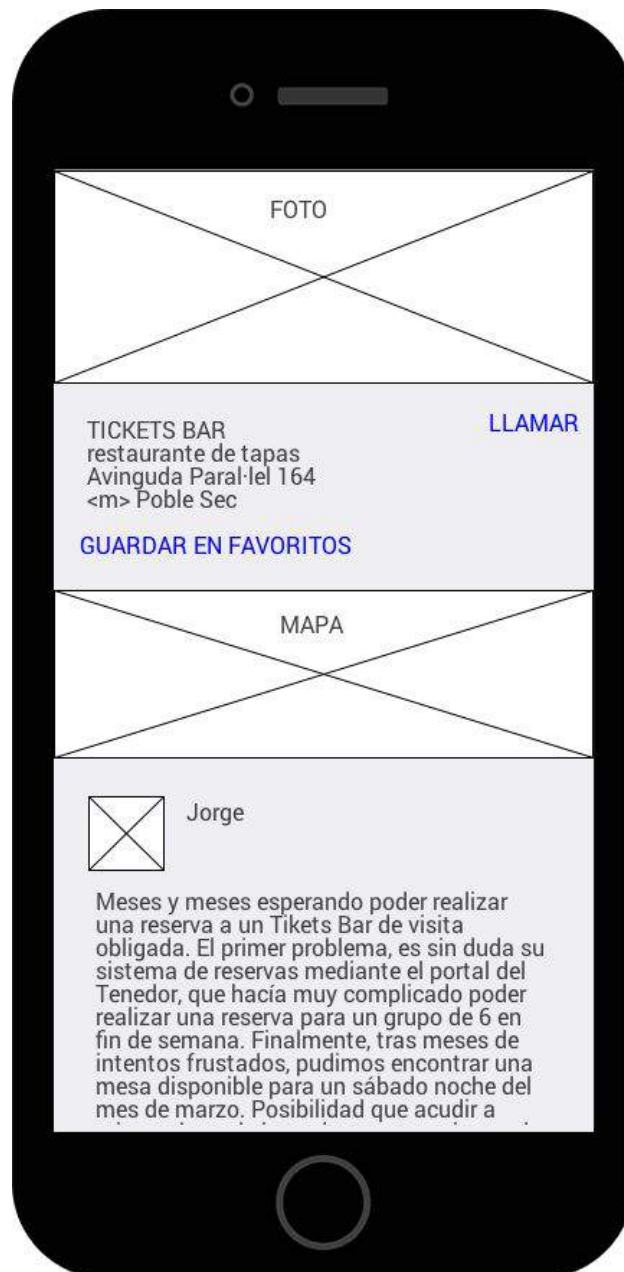 FOTO
TICKETS BAR
LLAMAR
restaurante de tapas
Avinguda Paral·lel 164
<m> Poble Sec
GUARDAR EN FAVORITOS
MAPA
Jorge
Meses y meses esperando poder realizar
una reserva a un Tikets Bar de visita
obligada. El primer problema, es sin duda su
sistema de reservas mediante el portal del
Tenedor, que hacía muy complicado poder
realizar una reserva para un grupo de 6 en
fin de semana. Finalmente, tras meses de
intentos frustados, pudimos encontrar una
mesa disponible para un sábado noche del
mes de marzo. Posibilidad que acudir a